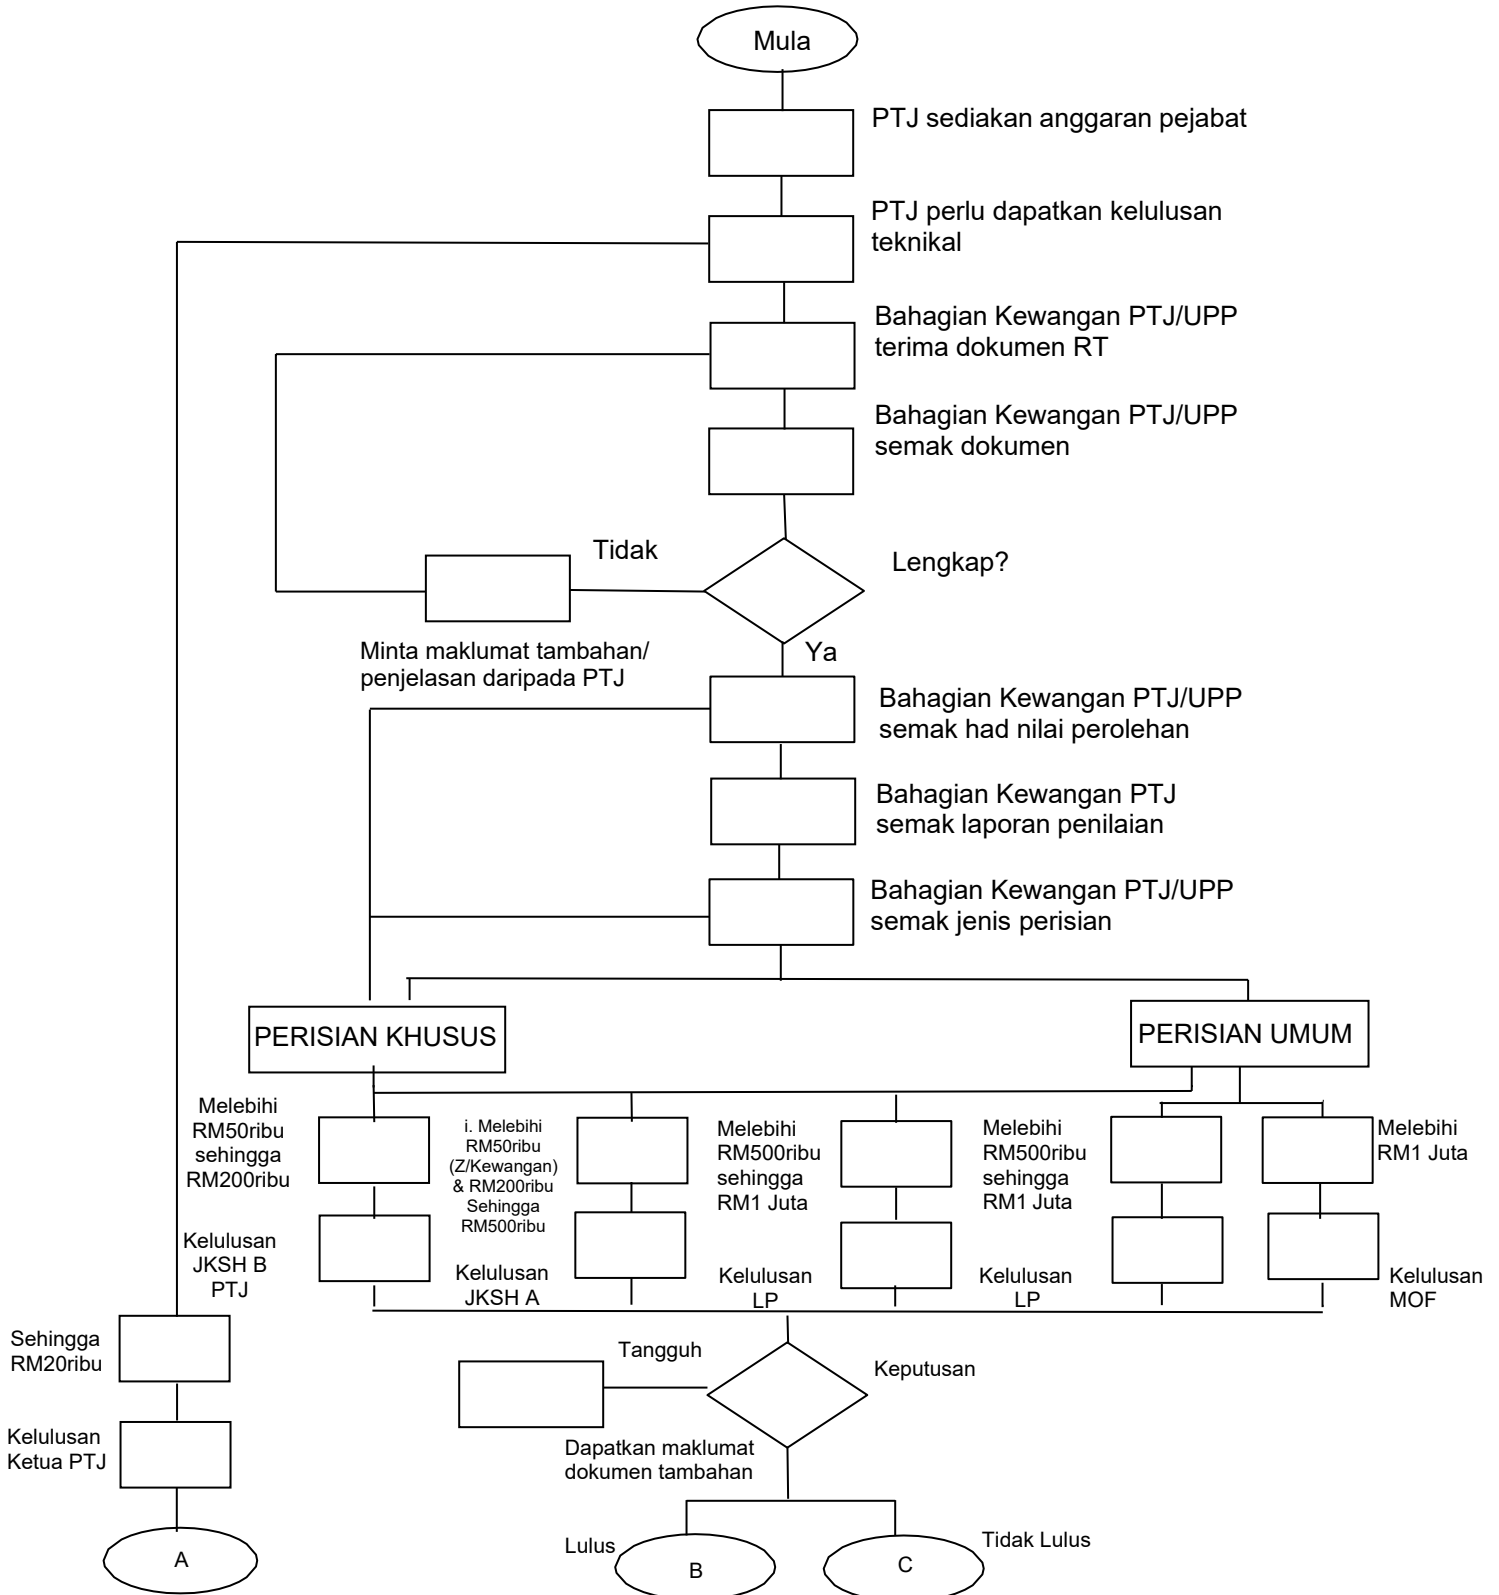 Mula
PTJ sediakan anggaran pejabat
PTJ perlu dapatkan kelulusan
teknikal
Bahagian Kewangan PTJ/UPP
terima dokumen RT
Bahagian Kewangan PTJ/UPP
semak dokumen
Tidak
Lengkap?
Minta maklumat tambahan/
penjelasan daripada PTJ
Ya
Bahagian Kewangan PTJ/UPP
semak had nilai perolehan
Bahagian Kewangan PTJ
semak laporan penilaian
Bahagian Kewangan PTJ/UPP
semak jenis perisian
PERISIAN KHUSUS
PERISIAN UMUM
Melebihi
RM50ribu
sehingga
RM200ribu
i. Melebihi
RM50ribu
(Z/Kewangan)
& RM200ribu
Sehingga
RM500ribu
Melebihi
RM500ribu
sehingga
RM1 Juta
Melebihi
RM500ribu
sehingga
RM1 Juta
Melebihi
RM1 Juta
Kelulusan
JKSH B
PTJ
Kelulusan
JKSH A
Kelulusan
LP
Kelulusan
LP
Kelulusan
MOF
Sehingga
RM20ribu
Tangguh
Keputusan
Kelulusan
Ketua PTJ
Dapatkan maklumat
dokumen tambahan
A
Lulus
B
C
Tidak Lulus